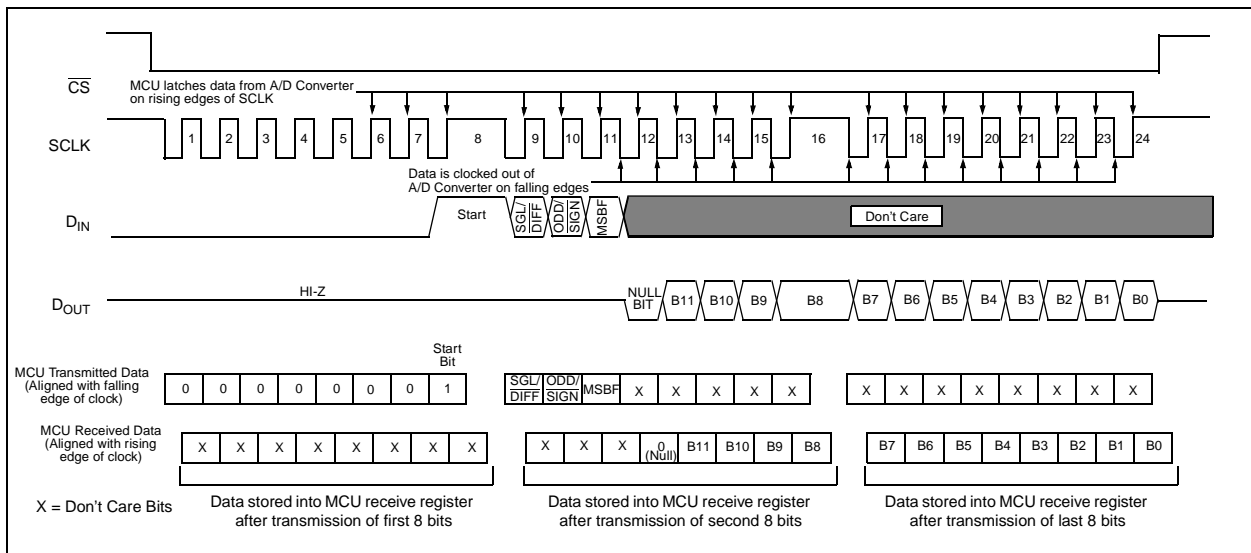 CS
MCU latches data from A/D Converter
on rising edges of SCLK
SCLK
1 2 3 4 5 6 7 8 9 10 11 12 13 14 15 16 17 18 19 20 21 22 23 24
Data is clocked out of
A/D Converter on falling edges
DIN
Start
SGL/
DIFF
ODD/
SIGN
MSBF
Don't Care
DOUT
HI-Z
NULL
BIT
B11 B10 B9 B8 B7 B6 B5 B4 B3 B2 B1 B0
Start
Bit
MCU Transmitted Data
(Aligned with falling
edge of clock)
0 0 0 0 0 0 0 1
SGL/
DIFF
ODD/
SIGN
MSBF X X X X X
X X X X X X X X
MCU Received Data
(Aligned with rising
edge of clock)
X X X X X X X X
X X X 0 B11 B10 B9 B8
(Null)
B7 B6 B5 B4 B3 B2 B1 B0
X = Don't Care Bits
Data stored into MCU receive register
after transmission of first 8 bits
Data stored into MCU receive register
after transmission of second 8 bits
Data stored into MCU receive register
after transmission of last 8 bits